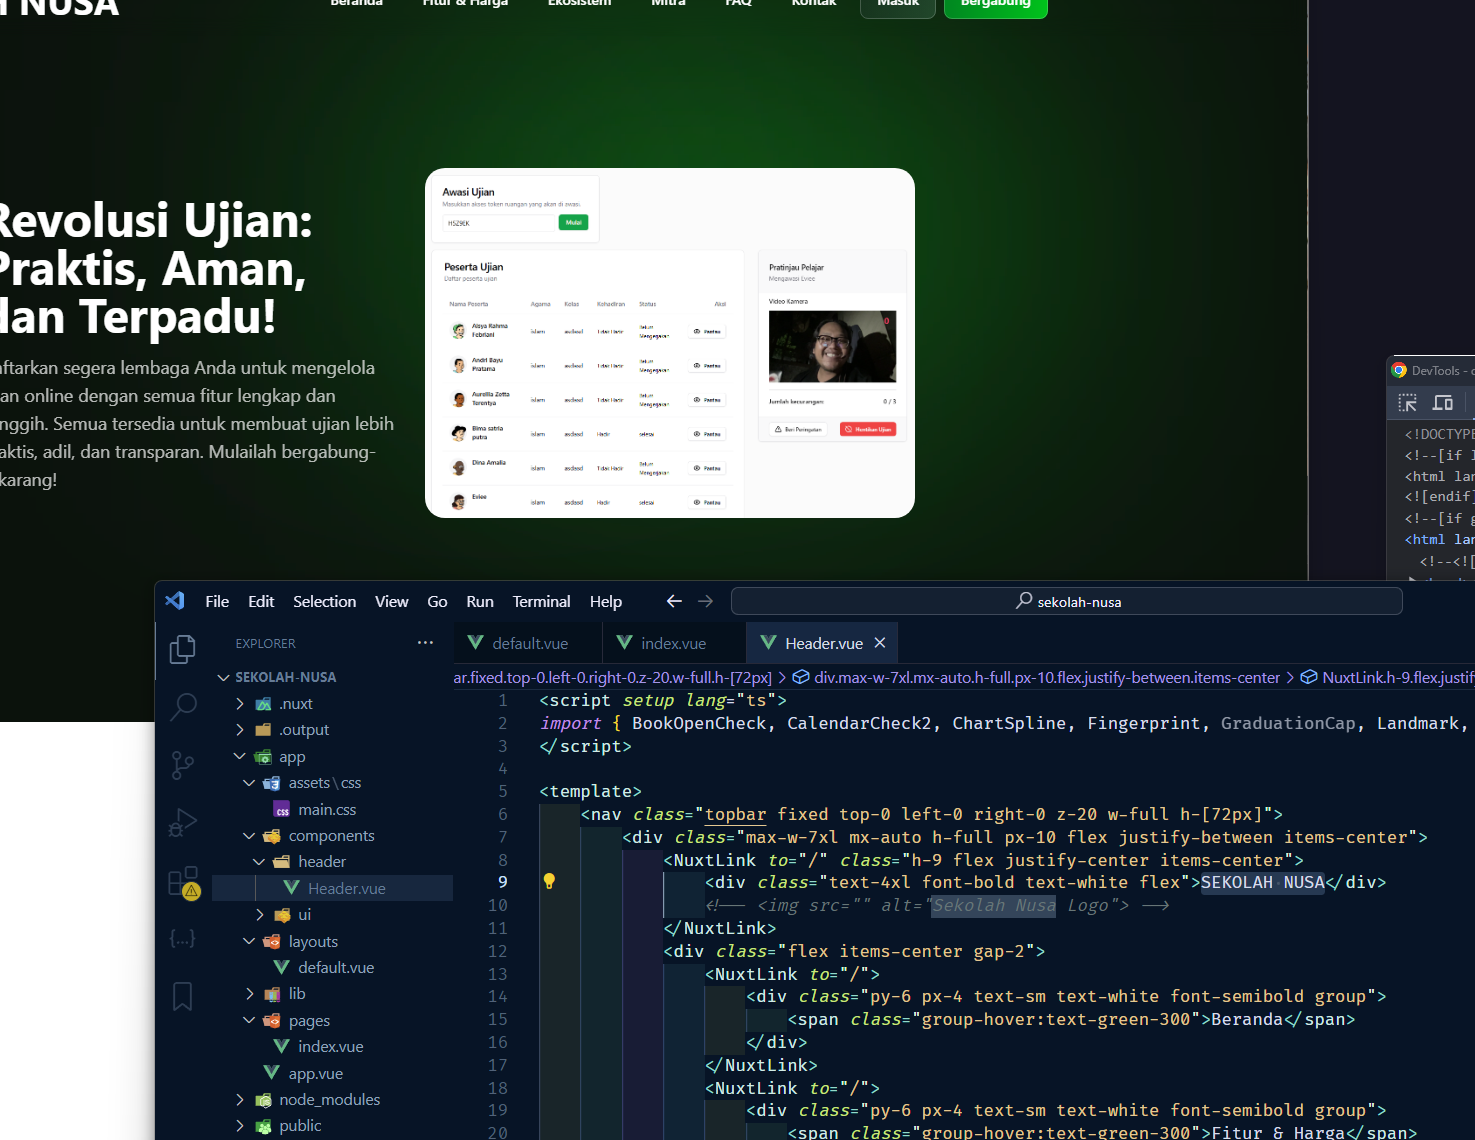 H NUSA
Beranda Fitur & Harga Ekosistem Mitra FAQ Kontak Masuk Bergabung
Revolusi Ujian:
Praktis, Aman,
dan Terpadu!
aftarkan segera lembaga Anda untuk mengelola
an online dengan semua fitur lengkap dan
nggih. Semua tersedia untuk membuat ujian lebih
aktis, adil, dan transparan. Mulailah bergabung-
karang!
Awasi Ujian
Masukkan akses token ruangan yang akan di awasi.
HSZ9EK Mulai
Peserta Ujian
Daftar peserta ujian
Nama Peserta Agama Kelas Kehadiran Status Aksi
Aisya Rahma Febriani islam asdasd Tidak Hadir Belum Mengerjakan Pantau
Andri Bayu Pratama islam asdasd Tidak Hadir Belum Mengerjakan Pantau
Aurellia Zetta Terentya islam asdasd Tidak Hadir Belum Mengerjakan Pantau
Bima satria putra islam asdasd Hadir selesai Pantau
Dina Amalia islam asdasd Tidak Hadir Belum Mengerjakan Pantau
Eviee islam asdasd Hadir selesai Pantau
Pratinjau Pelajar
Mengawasi Eviee
Video Kamera
0
Jumlah kecurangan: 0 / 3
Beri Peringatan Hentikan Ujian
DevTools - c
<!DOCTYPE
<!--[if l
<html lan
<![endif]
<!--[if g
<html lan
<!--<![
File Edit Selection View Go Run Terminal Help
sekolah-nusa
EXPLORER
SEKOLAH-NUSA
.nuxt
.output
app
assets\css
main.css
components
header
Header.vue
ui
layouts
default.vue
lib
pages
index.vue
app.vue
node_modules
public
default.vue index.vue Header.vue
ar.fixed.top-0.left-0.right-0.z-20.w-full.h-[72px] > div.max-w-7xl.mx-auto.h-full.px-10.flex.justify-between.items-center > NuxtLink.h-9.flex.justif
1 <script setup lang="ts">
2 import { BookOpenCheck, CalendarCheck2, ChartSpline, Fingerprint, GraduationCap, Landmark,
3 </script>
4
5 <template>
6 <nav class="topbar fixed top-0 left-0 right-0 z-20 w-full h-[72px]">
7 <div class="max-w-7xl mx-auto h-full px-10 flex justify-between items-center">
8 <NuxtLink to="/" class="h-9 flex justify-center items-center">
9 <div class="text-4xl font-bold text-white flex">SEKOLAH NUSA</div>
10 <!-- <img src="" alt="Sekolah Nusa Logo"> -->
11 </NuxtLink>
12 <div class="flex items-center gap-2">
13 <NuxtLink to="/">
14 <div class="py-6 px-4 text-sm text-white font-semibold group">
15 <span class="group-hover:text-green-300">Beranda</span>
16 </div>
17 </NuxtLink>
18 <NuxtLink to="/">
19 <div class="py-6 px-4 text-sm text-white font-semibold group">
20 <span class="group-hover:text-green-300">Fitur & Harga</span>